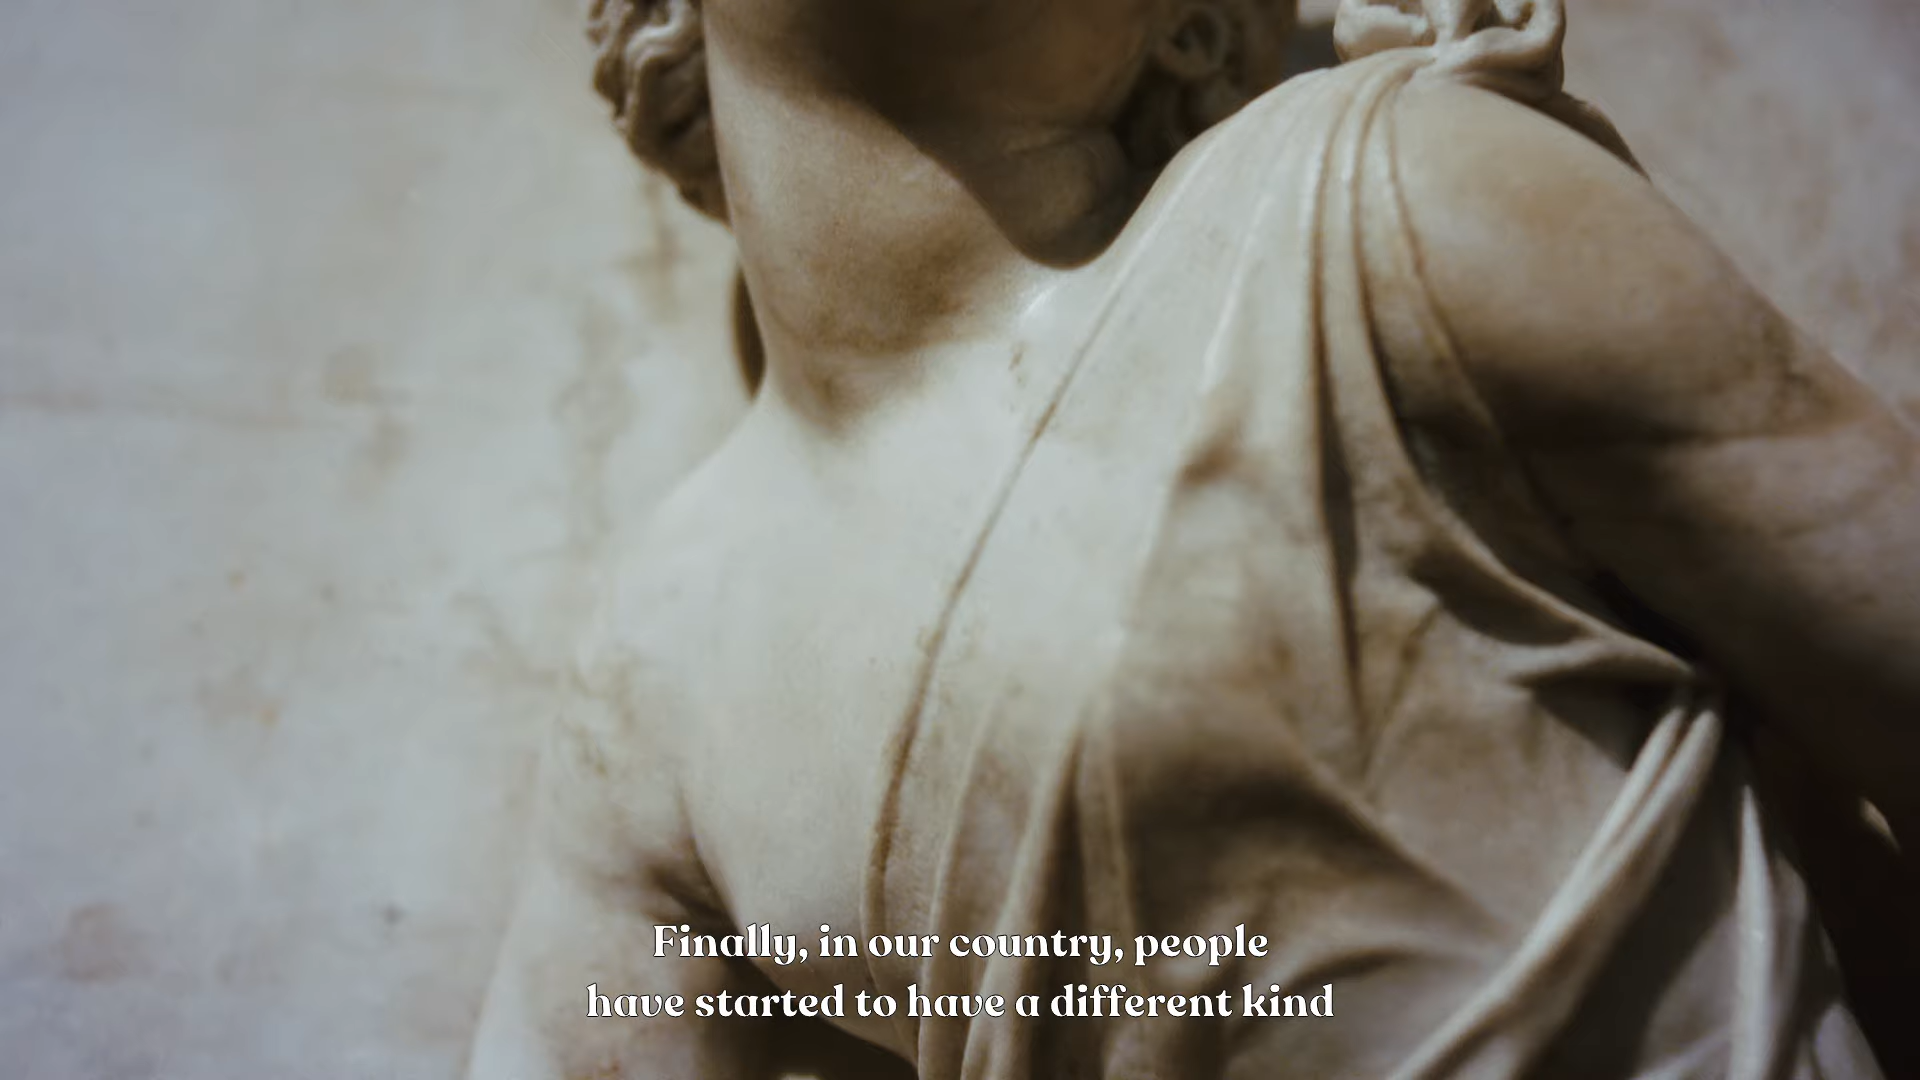 Finally, in our country, people
have started to have a different kind